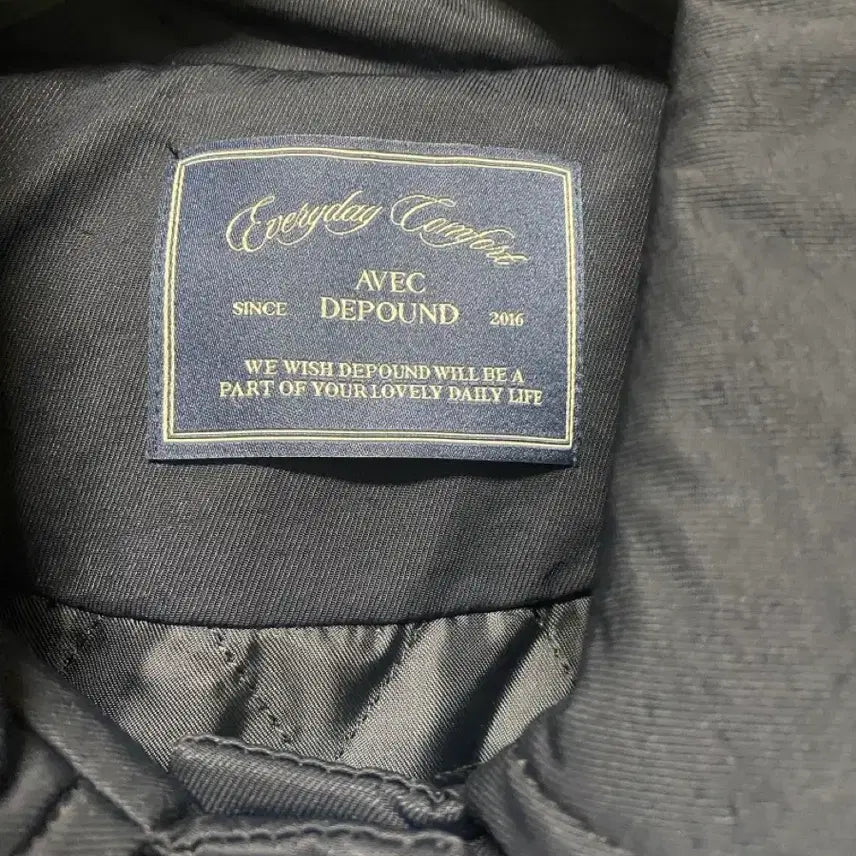 Everyday Comfort
AVEC
SINCE DEPOUND 2016
WE WISH DEPOUND WILL BE A
PART OF YOUR LOVELY DAILY LIFE